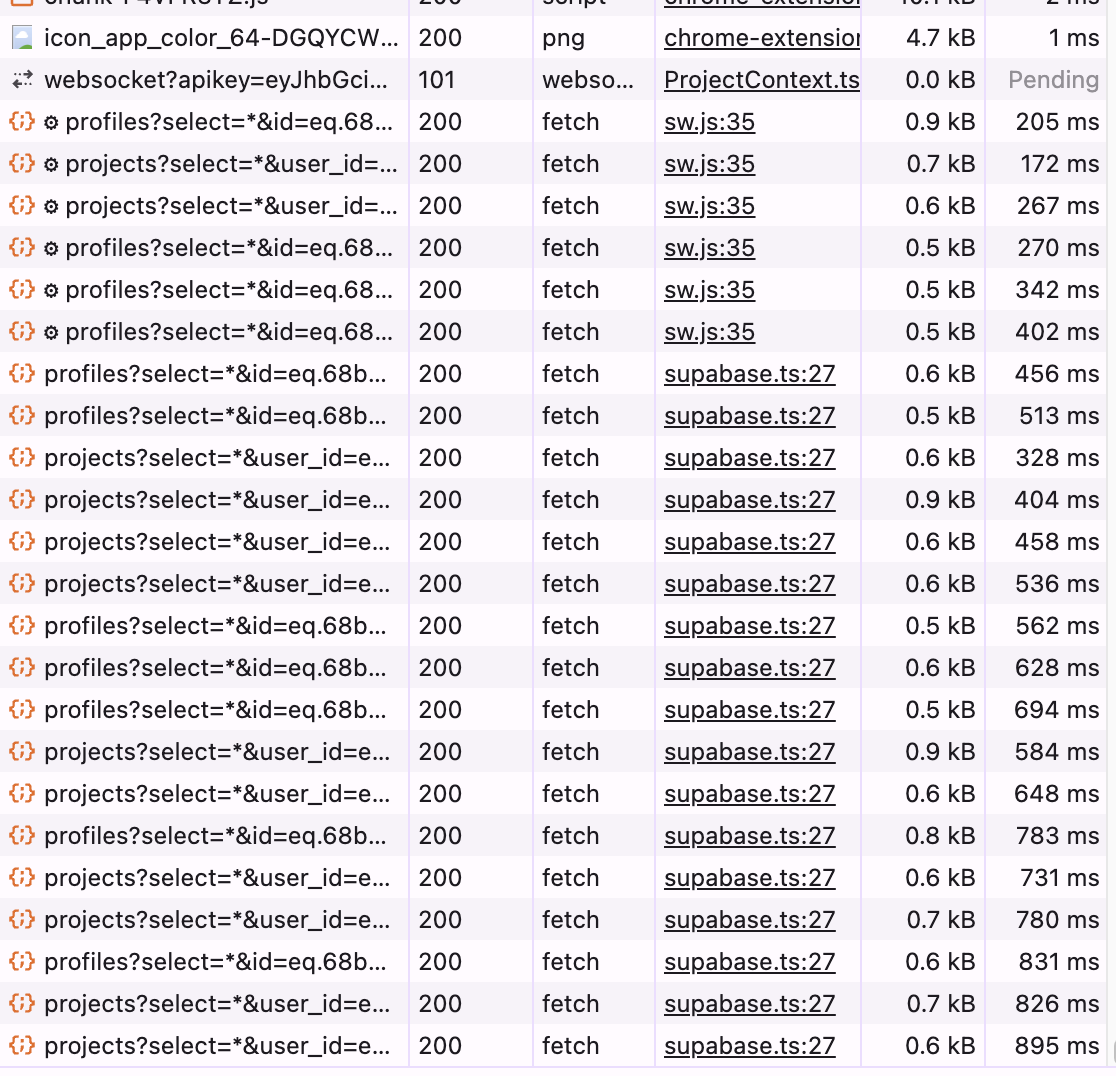 icon_app_color_64-DGQYCW... 200 png chrome-extension 4.7 kB 1 ms
websocket?apikey=eyJhbGci... 101 webso... ProjectContext.ts 0.0 kB Pending
profiles?select=*&id=eq.68... 200 fetch sw.js:35 0.9 kB 205 ms
projects?select=*&user_id=... 200 fetch sw.js:35 0.7 kB 172 ms
projects?select=*&user_id=... 200 fetch sw.js:35 0.6 kB 267 ms
profiles?select=*&id=eq.68... 200 fetch sw.js:35 0.5 kB 270 ms
profiles?select=*&id=eq.68... 200 fetch sw.js:35 0.5 kB 342 ms
profiles?select=*&id=eq.68... 200 fetch sw.js:35 0.5 kB 402 ms
profiles?select=*&id=eq.68b... 200 fetch supabase.ts:27 0.6 kB 456 ms
profiles?select=*&id=eq.68b... 200 fetch supabase.ts:27 0.5 kB 513 ms
projects?select=*&user_id=e... 200 fetch supabase.ts:27 0.6 kB 328 ms
projects?select=*&user_id=e... 200 fetch supabase.ts:27 0.9 kB 404 ms
projects?select=*&user_id=e... 200 fetch supabase.ts:27 0.6 kB 458 ms
projects?select=*&user_id=e... 200 fetch supabase.ts:27 0.6 kB 536 ms
profiles?select=*&id=eq.68b... 200 fetch supabase.ts:27 0.5 kB 562 ms
profiles?select=*&id=eq.68b... 200 fetch supabase.ts:27 0.6 kB 628 ms
profiles?select=*&id=eq.68b... 200 fetch supabase.ts:27 0.5 kB 694 ms
projects?select=*&user_id=e... 200 fetch supabase.ts:27 0.9 kB 584 ms
projects?select=*&user_id=e... 200 fetch supabase.ts:27 0.6 kB 648 ms
profiles?select=*&id=eq.68b... 200 fetch supabase.ts:27 0.8 kB 783 ms
projects?select=*&user_id=e... 200 fetch supabase.ts:27 0.6 kB 731 ms
projects?select=*&user_id=e... 200 fetch supabase.ts:27 0.7 kB 780 ms
profiles?select=*&id=eq.68b... 200 fetch supabase.ts:27 0.6 kB 831 ms
projects?select=*&user_id=e... 200 fetch supabase.ts:27 0.7 kB 826 ms
projects?select=*&user_id=e... 200 fetch supabase.ts:27 0.6 kB 895 ms